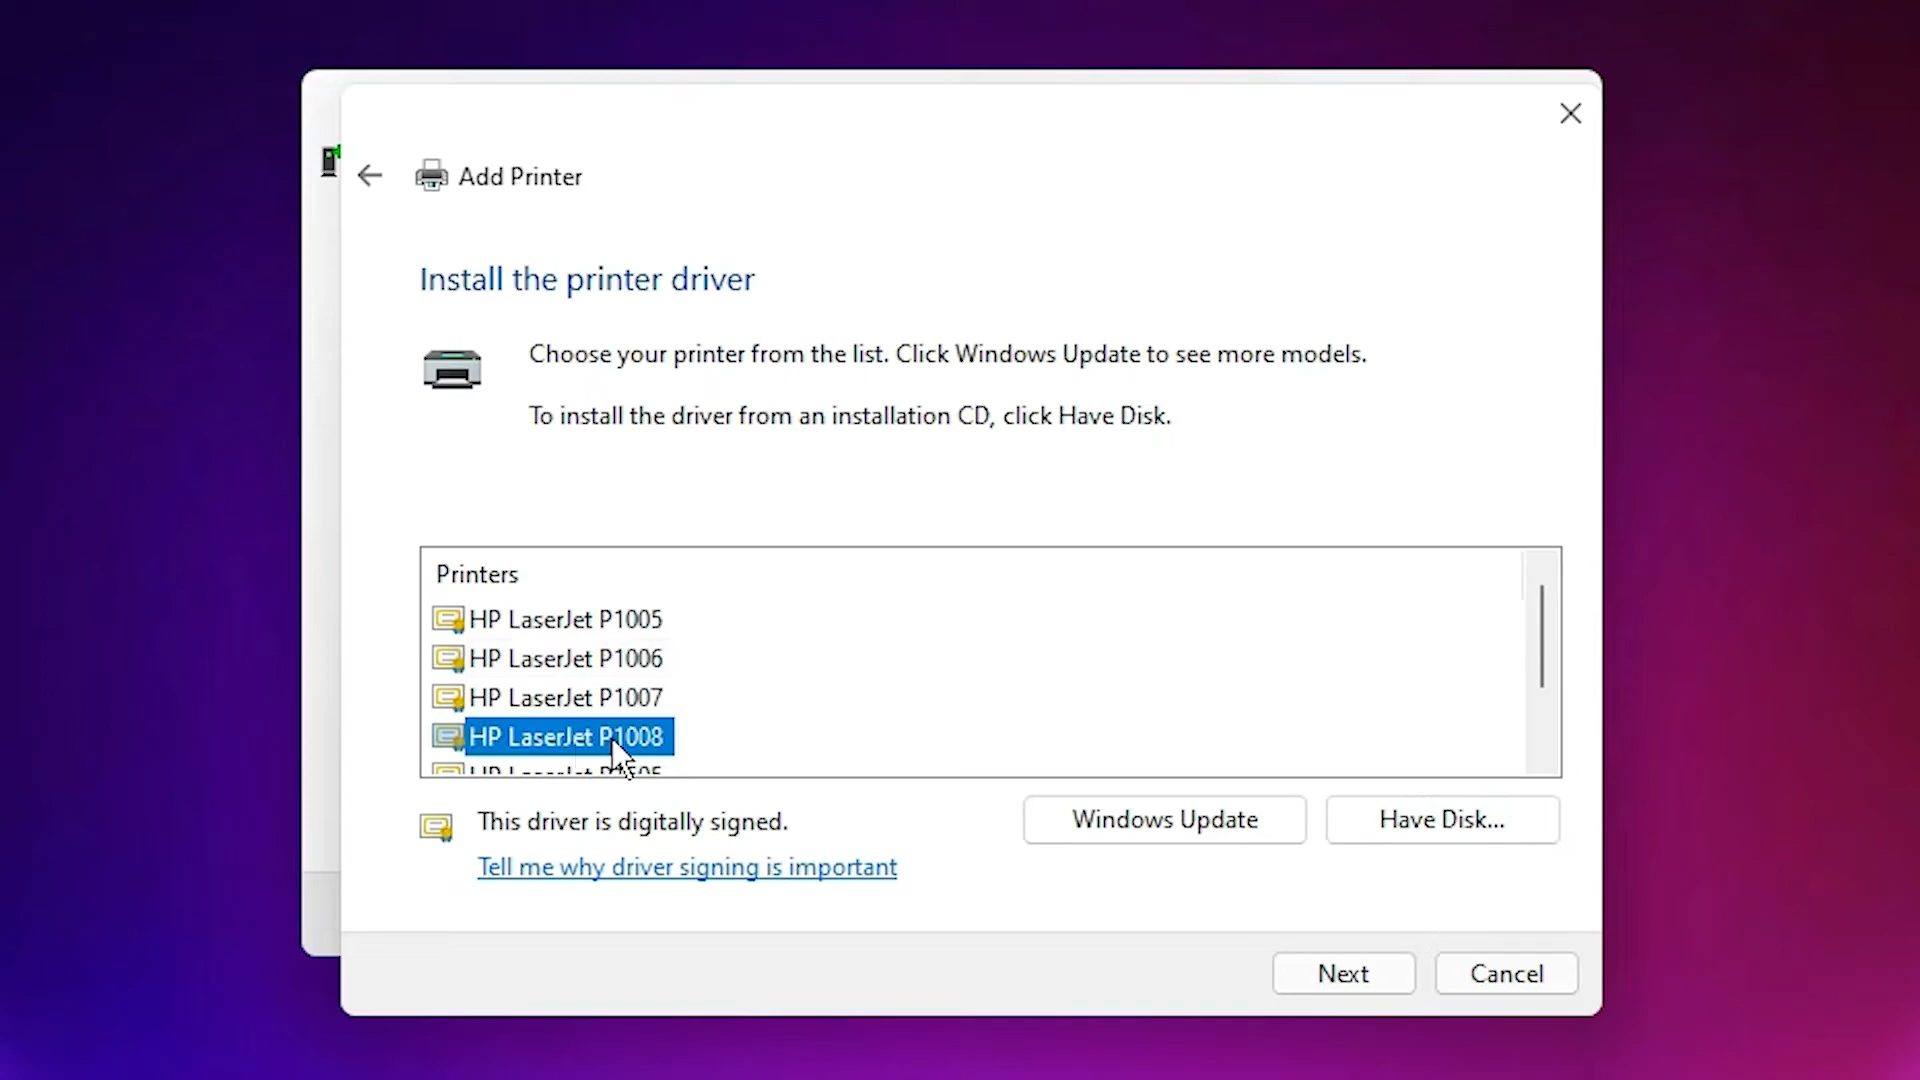 Add Printer
Install the printer driver
Choose your printer from the list. Click Windows Update to see more models.
To install the driver from an installation CD, click Have Disk.
Printers
HP LaserJet P1005
HP LaserJet P1006
HP LaserJet P1007
HP LaserJet P1008
HP LaserJet
This driver is digitally signed.
Windows Update
Have Disk...
Tell me why driver signing is important
Next
Cancel